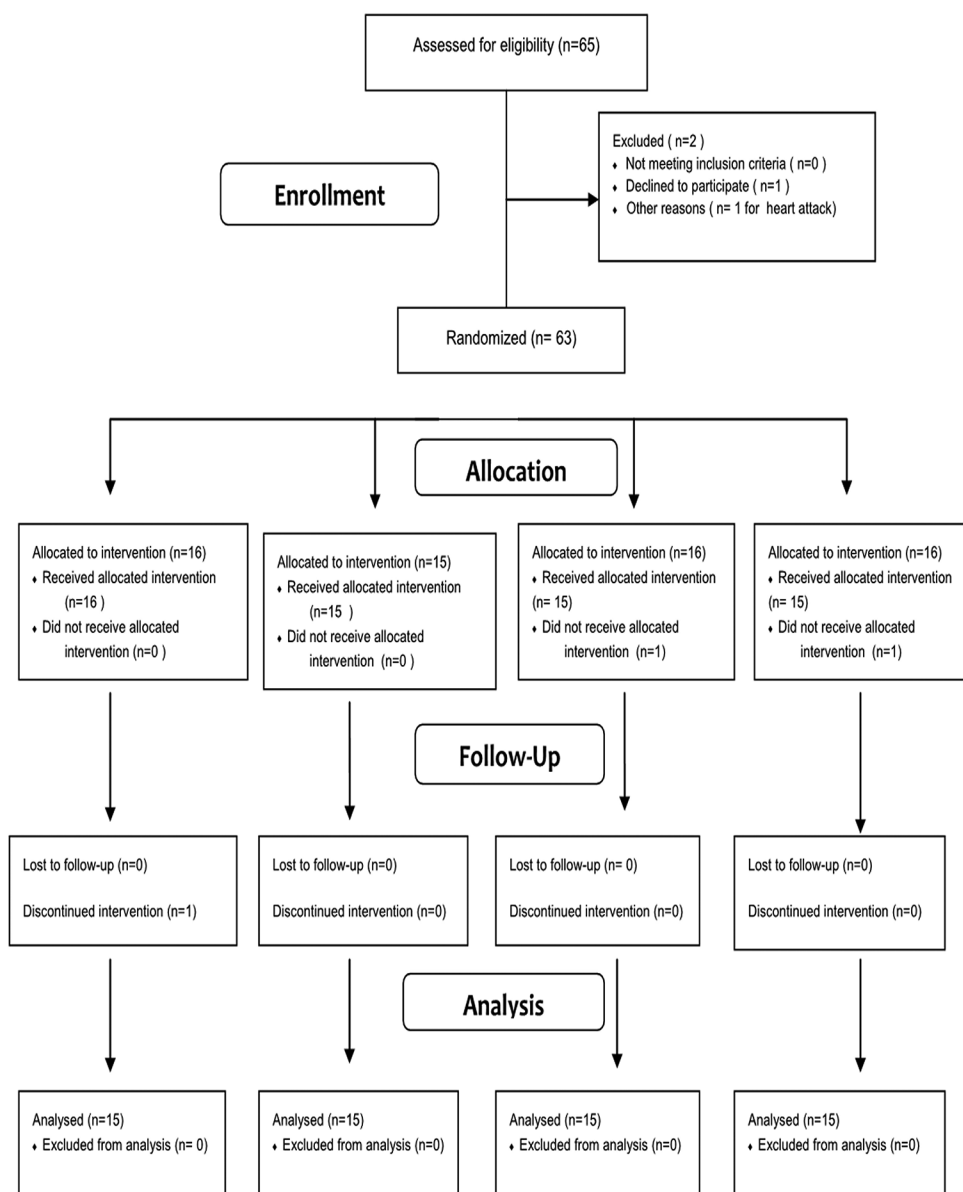 Assessed for eligibility (n=65)
Excluded ( n=2 )
♦ Not meeting inclusion criteria ( n=0 )
♦ Declined to participate ( n=1 )
♦ Other reasons ( n= 1 for heart attack)
Enrollment
Randomized (n= 63)
Allocation
Allocated to intervention (n=16)
♦ Received allocated intervention
(n=16 )
♦ Did not receive allocated
intervention (n=0 )
Allocated to intervention (n=15)
♦ Received allocated intervention
(n=15 )
♦ Did not receive allocated
intervention (n=0 )
Allocated to intervention (n=16)
♦ Received allocated intervention
(n= 15)
♦ Did not receive allocated
intervention (n=1)
Allocated to intervention (n=16)
♦ Received allocated intervention
(n= 15)
♦ Did not receive allocated
intervention (n=1)
Follow-Up
Lost to follow-up (n=0)
Discontinued intervention (n=1)
Lost to follow-up (n=0)
Discontinued intervention (n=0)
Lost to follow-up (n= 0)
Discontinued intervention (n=0)
Lost to follow-up (n=0)
Discontinued intervention (n=0)
Analysis
Analysed (n=15)
♦ Excluded from analysis (n= 0)
Analysed (n=15)
♦ Excluded from analysis (n=0)
Analysed (n=15)
♦ Excluded from analysis (n=0)
Analysed (n=15)
♦ Excluded from analysis (n=0)